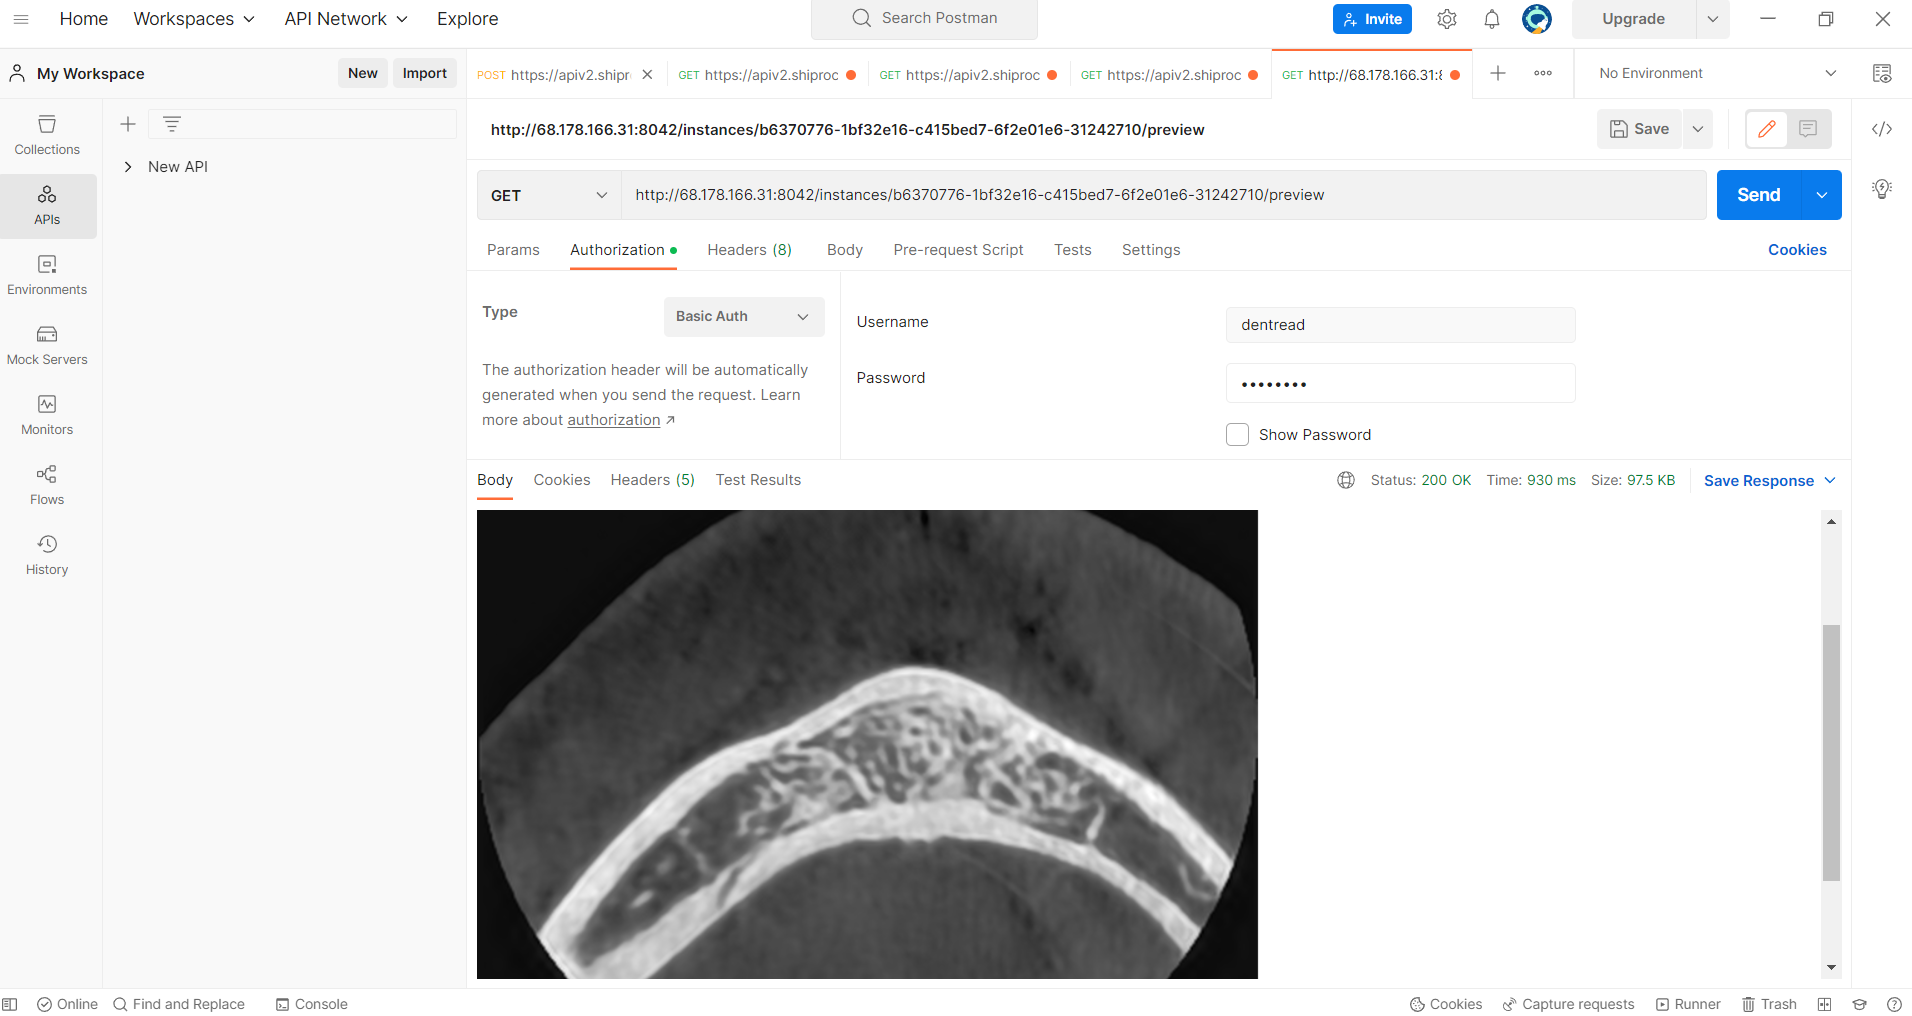 Home Workspaces API Network Explore Search Postman Invite Upgrade
My Workspace New Import POST https://apiv2.shipr GET https://apiv2.shiproc GET https://apiv2.shiproc GET https://apiv2.shiproc GET http://68.178.166.31:8 No Environment
Collections
APIs
Environments
Mock Servers
Monitors
Flows
History
New API
http://68.178.166.31:8042/instances/b6370776-1bf32e16-c415bed7-6f2e01e6-31242710/preview Save
GET http://68.178.166.31:8042/instances/b6370776-1bf32e16-c415bed7-6f2e01e6-31242710/preview Send
Params Authorization Headers (8) Body Pre-request Script Tests Settings Cookies
Type Basic Auth
The authorization header will be automatically
generated when you send the request. Learn
more about authorization
Username dentread
Password ••••••••
Show Password
Body Cookies Headers (5) Test Results Status: 200 OK Time: 930 ms Size: 97.5 KB Save Response
Online Find and Replace Console Cookies Capture requests Runner Trash